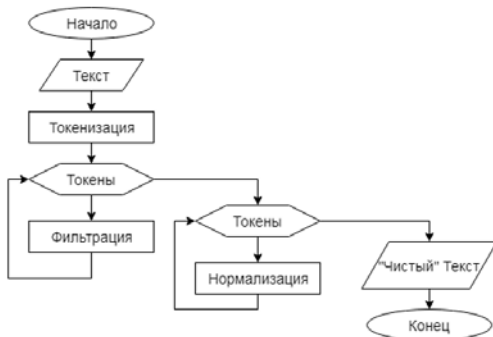 Начало
Текст
Токенизация
Токены
Фильтрация
Токены
Нормализация
"Чистый" Текст
Конец